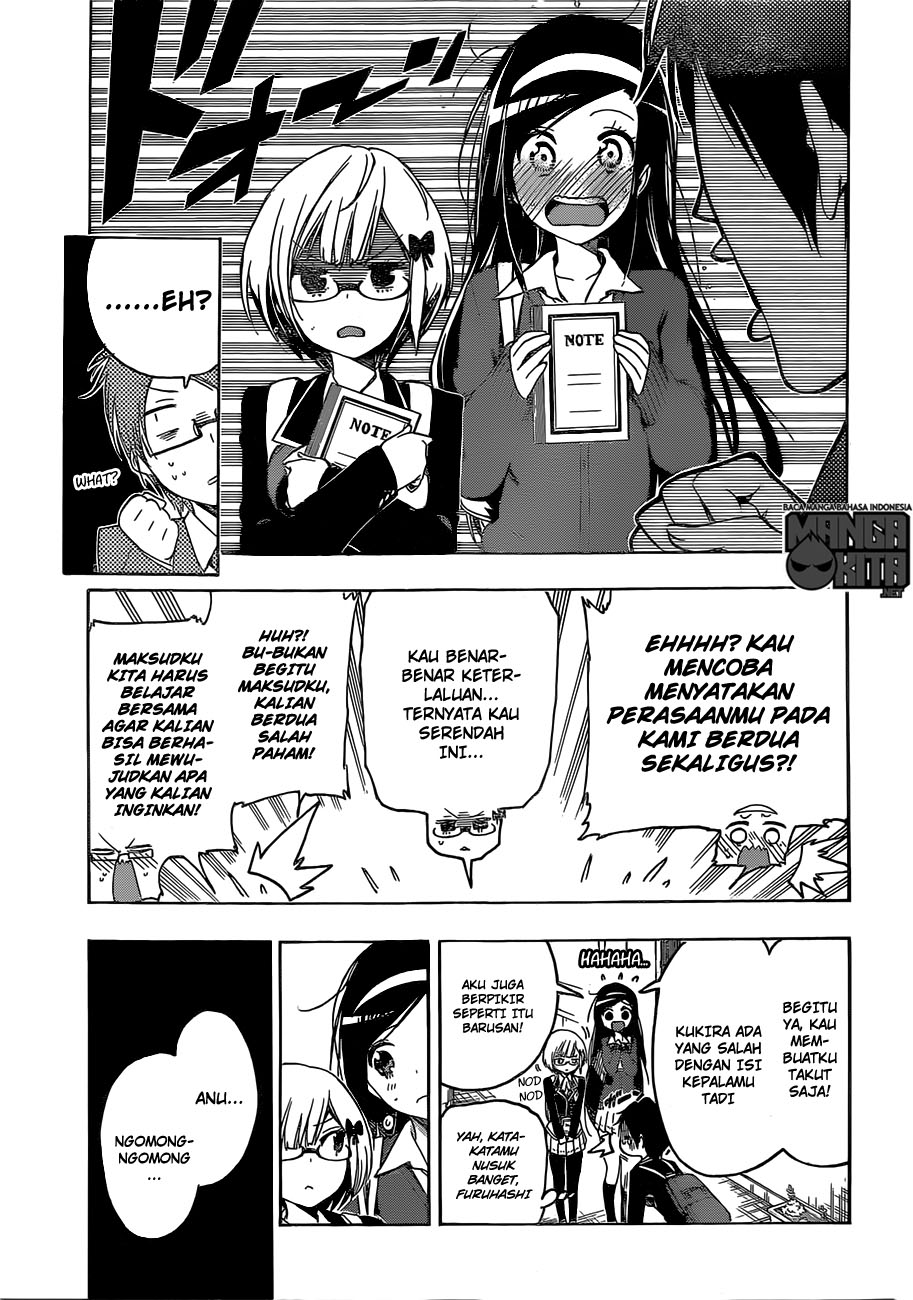 ドォーン
NOTE
NOTE
......EH?
WHAT?
BACA MANGA BAHASA INDONESIA
MANGA
KITA
.NET
EHHHH? KAU
MENCOBA
MENYATAKAN
PERASAANMU PADA
KAMI BERDUA
SEKALIGUS?!
KAU BENAR-
BENAR KETER-
LALUAN...
TERNYATA KAU
SERENDAH
INI...
HUH?!
BU-BUKAN
BEGITU
MAKSUDKU,
KALIAN
BERDUA
SALAH
PAHAM!
MAKSUDKU
KITA HARUS
BELAJAR
BERSAMA
AGAR KALIAN
BISA BERHA-
SIL MEWU-
JUDKAN APA
YANG KALIAN
INGINKAN!
BEGITU
YA, KAU
MEM-
BUATKU
TAKUT
SAJA!
KUKIRA ADA
YANG SALAH
DENGAN ISI
KEPALAMU
TADI
HAHAHA...
AKU JUGA
BERPIKIR
SEPERTI ITU
BARUSAN!
NOD
NOD
YAH, KATA-
KATAMU
NUSUK
BANGET,
FURUHASHI
ANU...
NGOMONG-
NGOMONG
...